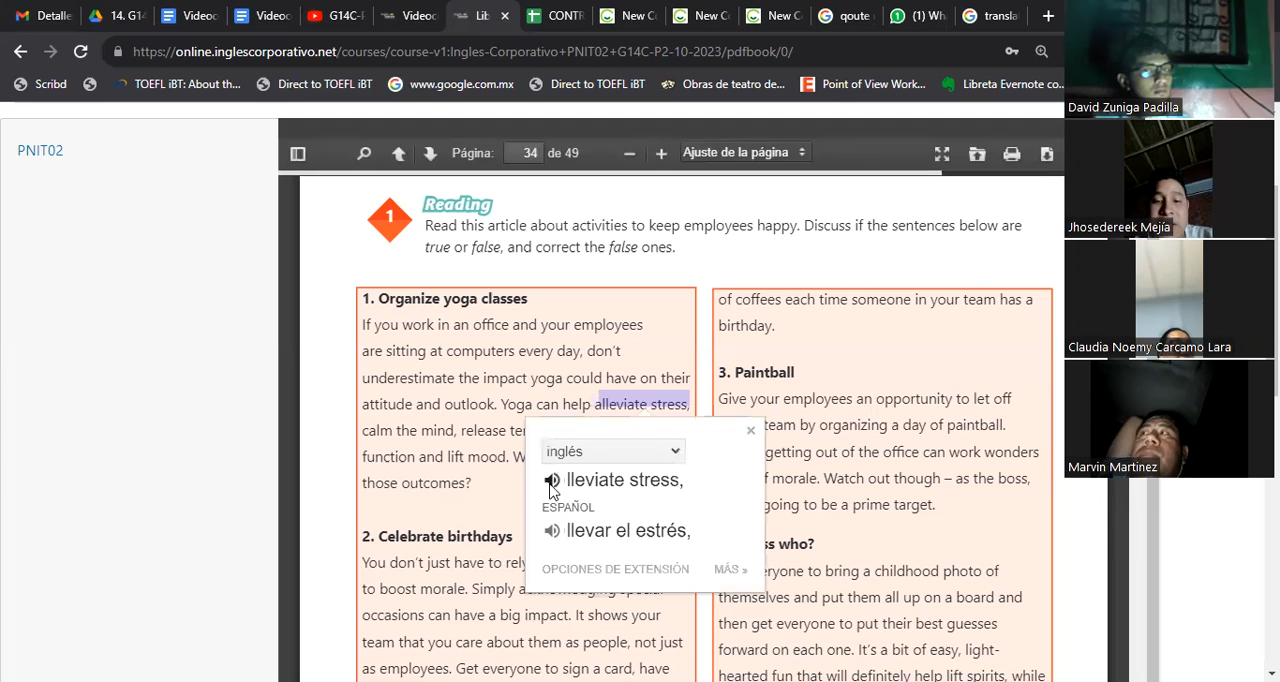 Detalle
14. G14
Videoc
Videoc
G14C-F
Videoc
Lib
CONTR
New C
New C
New C
qoute
(1) Wha
transla
https://online.inglescorporativo.net/courses/course-v1:Ingles-Corporativo+PNIT02+G14C-P2-10-2023/pdfbook/0/
Scribd
TOEFL iBT: About th...
Direct to TOEFL iBT
www.google.com.mx
Direct to TOEFL iBT
Obras de teatro de...
Point of View Work...
Libreta Evernote co...
PNIT02
Página: 34 de 49
Ajuste de la página
1
Reading
Read this article about activities to keep employees happy. Discuss if the sentences below are
true or false, and correct the false ones.
1. Organize yoga classes
If you work in an office and your employees
are sitting at computers every day, don't
underestimate the impact yoga could have on their
attitude and outlook. Yoga can help alleviate stress,
calm the mind, release ter
function and lift mood. W
those outcomes?
2. Celebrate birthdays
You don't just have to rely
to boost morale. Simply acknowledging special
occasions can have a big impact. It shows your
team that you care about them as people, not just
as employees. Get everyone to sign a card, have
inglés
lleviate stress,
ESPAÑOL
llevar el estrés,
OPCIONES DE EXTENSIÓN
MÁS »
of coffees each time someone in your team has a
birthday.
3. Paintball
Give your employees an opportunity to let off
team by organizing a day of paintball.
getting out of the office can work wonders
f morale. Watch out though – as the boss,
going to be a prime target.
ss who?
eryone to bring a childhood photo of
themselves and put them all up on a board and
then get everyone to put their best guesses
forward on each one. It's a bit of easy, light-
hearted fun that will definitely help lift spirits, while
David Zuniga Padilla
Jhosedereek Mejía
Claudia Noemy Carcamo Lara
Marvin Martinez